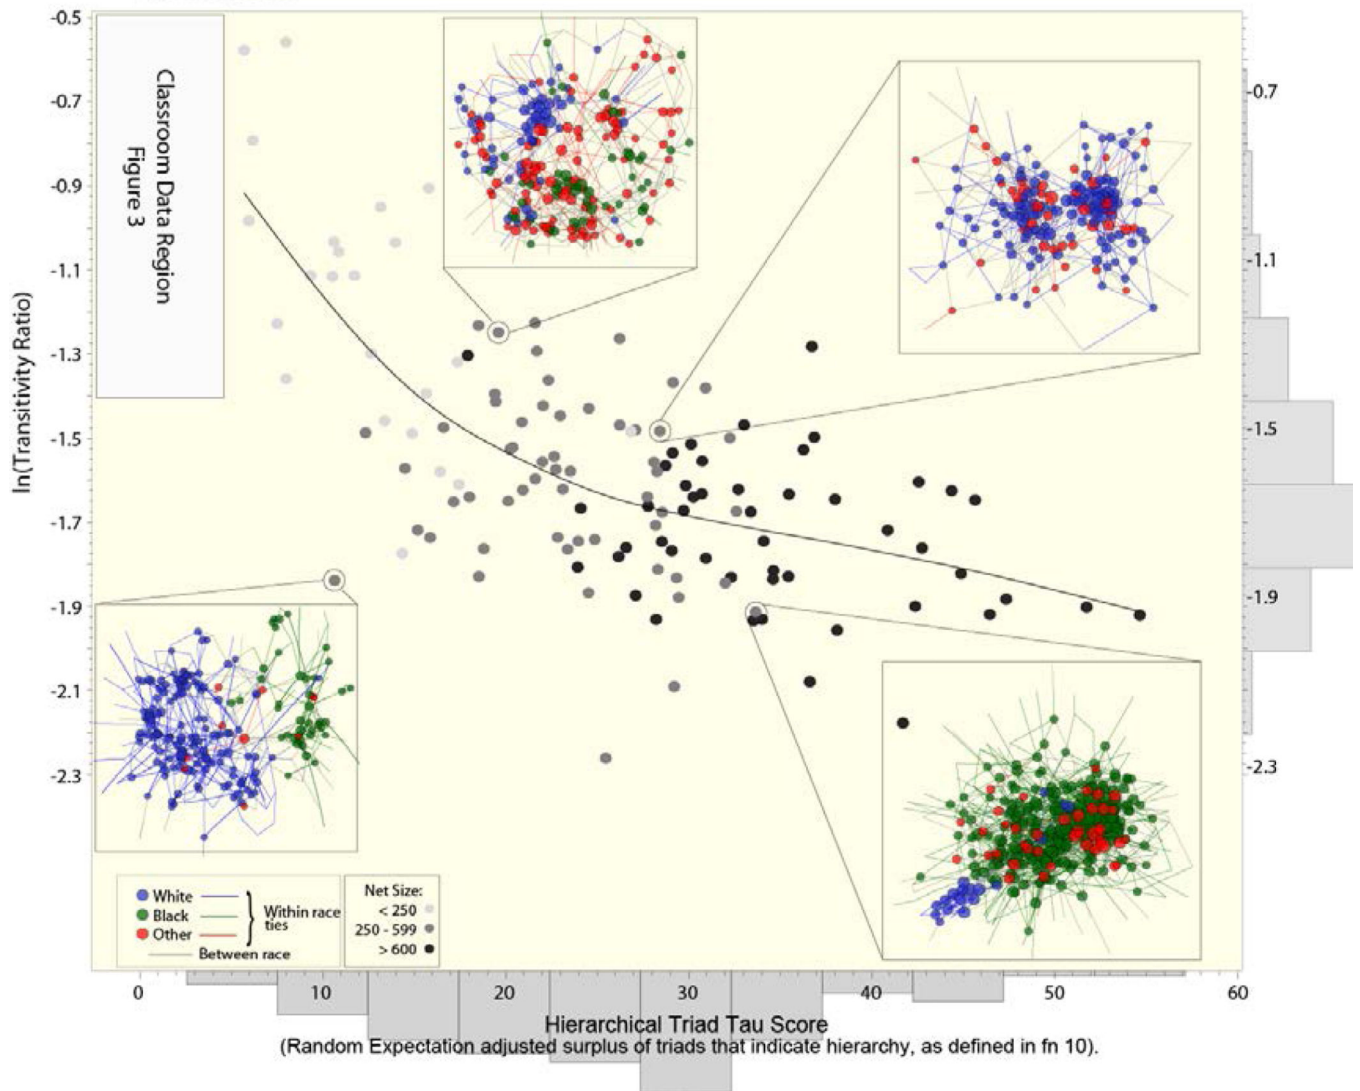 -0.5
-0.7
-0.9
-1.1
-1.3
-1.5
-1.7
-1.9
-2.1
-2.3
ln(Transitivity Ratio)
Classroom Data Region
Figure 3
-0.7
-1.1
-1.5
-1.9
-2.3
White
Black
Other
Within race
ties
Between race
Net Size:
< 250
250 - 599
> 600
0 10 20 30 40 50 60
Hierarchical Triad Tau Score
(Random Expectation adjusted surplus of triads that indicate hierarchy, as defined in fn 10).